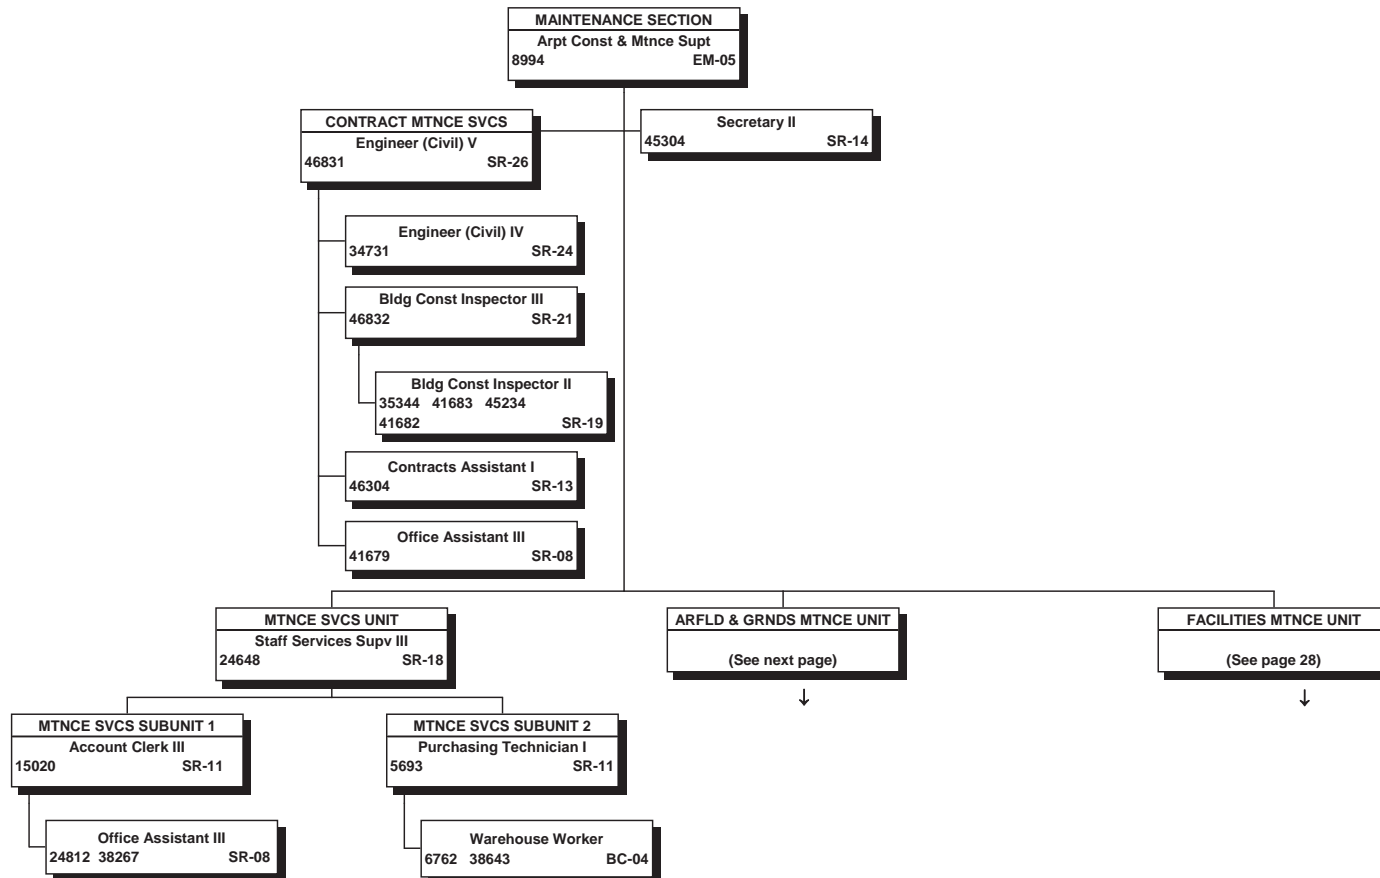 MAINTENANCE SECTION
Arpt Const & Mtnce Supt
8994 EM-05
CONTRACT MTNCE SVCS
Engineer (Civil) V
46831 SR-26
Secretary II
45304 SR-14
Engineer (Civil) IV
34731 SR-24
Bldg Const Inspector III
46832 SR-21
Bldg Const Inspector II
35344 41683 45234
41682 SR-19
Contracts Assistant I
46304 SR-13
Office Assistant III
41679 SR-08
MTNCE SVCS UNIT
Staff Services Supv III
24648 SR-18
ARFLD & GRNDS MTNCE UNIT
(See next page)
↓
FACILITIES MTNCE UNIT
(See page 28)
↓
MTNCE SVCS SUBUNIT 1
Account Clerk III
15020 SR-11
MTNCE SVCS SUBUNIT 2
Purchasing Technician I
5693 SR-11
Office Assistant III
24812 38267 SR-08
Warehouse Worker
6762 38643 BC-04